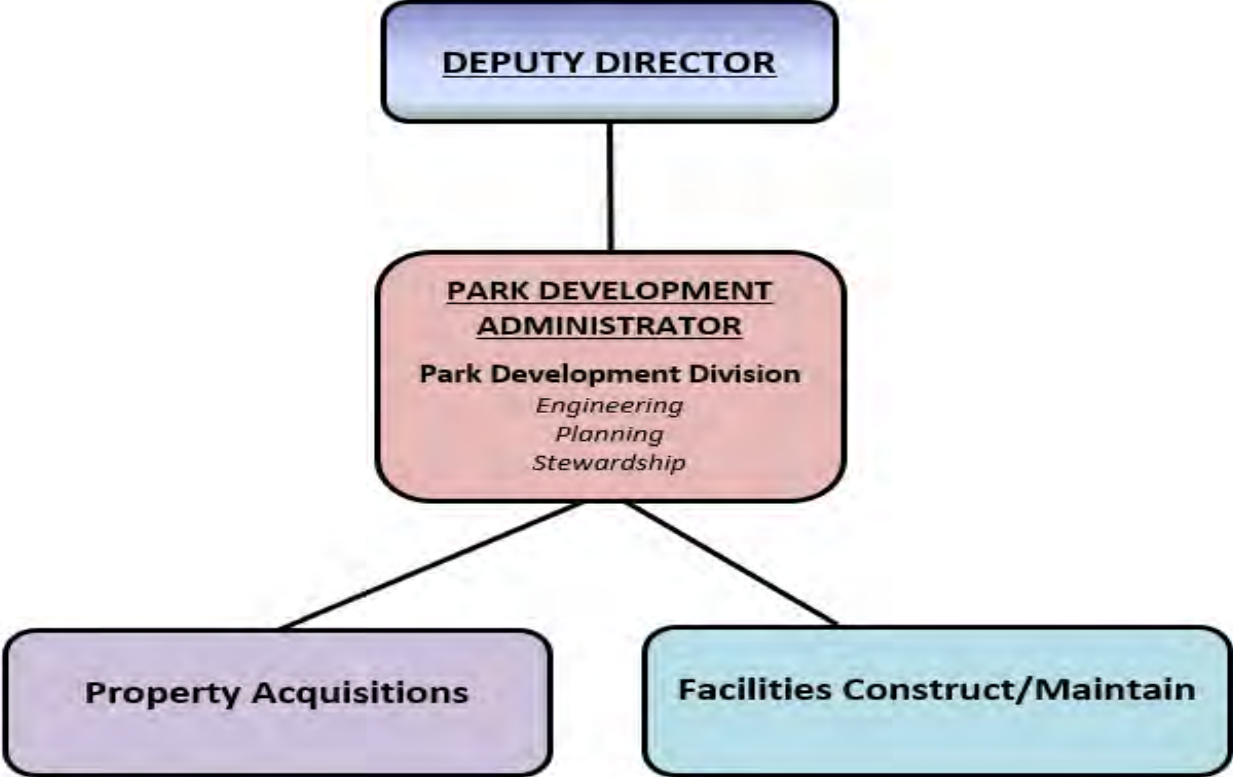 DEPUTY DIRECTOR
PARK DEVELOPMENT
ADMINISTRATOR
Park Development Division
Engineering
Planning
Stewardship
Property Acquisitions
Facilities Construct/Maintain